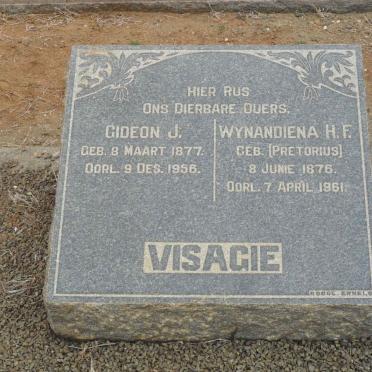 HIER RUS
ONS DIERBARE OUERS.
GIDEON J.
GEB. 8 MAART 1877.
OORL. 9 DES. 1956.
WYNANDIENA H.F.
GEB. (PRETORIUS)
8 JUNIE 1876.
OORL. 7 APRIL 1961.
VISAGIE